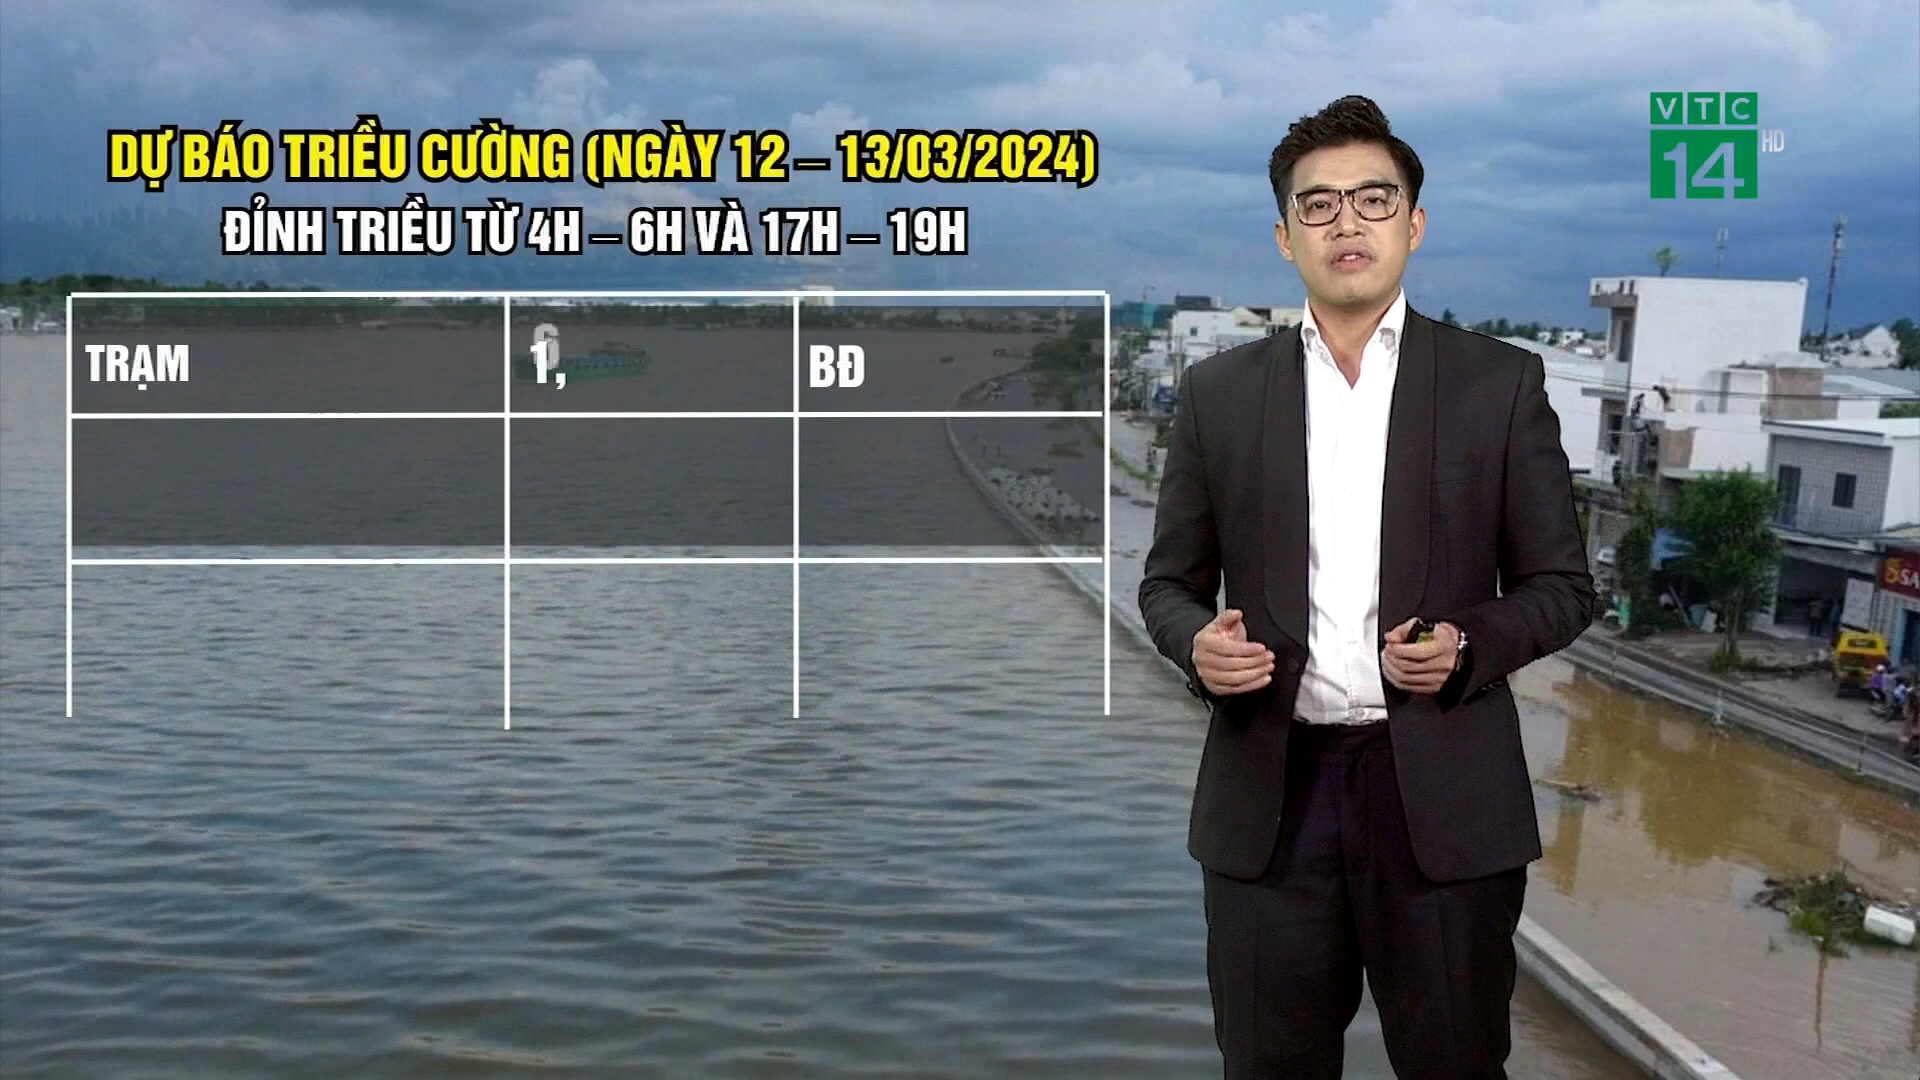 DỰ BÁO TRIỀU CƯỜNG (NGÀY 12 – 13/03/2024)
ĐỈNH TRIỀU TỪ 4H – 6H VÀ 17H – 19H
VTC
14 HD
TRẠM 1, BĐ